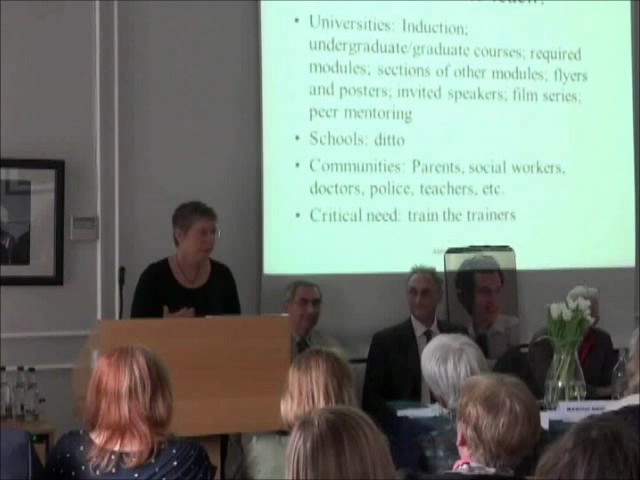 • Universities: Induction;
undergraduate/graduate courses; required
modules; sections of other modules; flyers
and posters; invited speakers; film series;
peer mentoring
• Schools: ditto
• Communities: Parents, social workers,
doctors, police, teachers, etc.
• Critical need: train the trainers